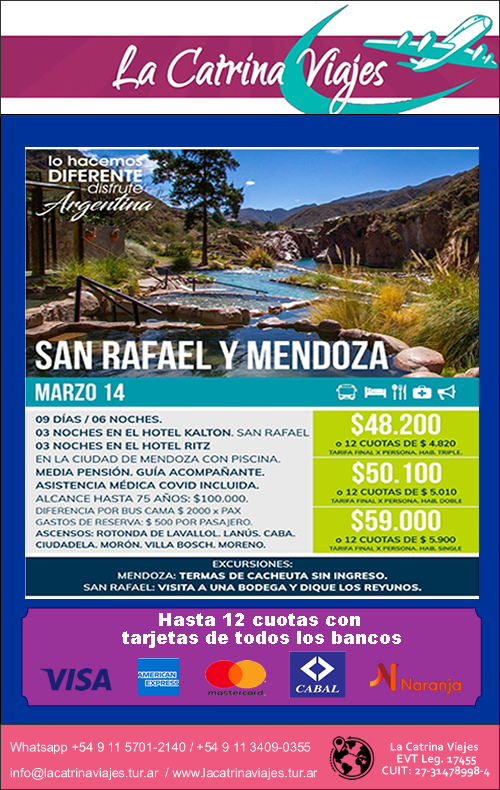 La Catrina Viajes
lo hacemos
DIFERENTE
disfrute
Argentina
SAN RAFAEL Y MENDOZA
MARZO 14
09 DÍAS / 06 NOCHES.
03 NOCHES EN EL HOTEL KALTON. SAN RAFAEL
03 NOCHES EN EL HOTEL RITZ
EN LA CIUDAD DE MENDOZA CON PISCINA.
MEDIA PENSIÓN. GUÍA ACOMPAÑANTE.
ASISTENCIA MÉDICA COVID INCLUIDA.
ALCANCE HASTA 75 AÑOS: $100.000.
DIFERENCIA POR BUS CAMA $ 2000 x PAX
GASTOS DE RESERVA: $ 500 POR PASAJERO.
ASCENSOS: ROTONDA DE LAVALLOL. LANÚS. CABA.
CIUDADELA. MORÓN. VILLA BOSCH. MORENO.
$48.200
o 12 CUOTAS DE $ 4.820
TARIFA FINAL X PERSONA. HAB. TRIPLE.
$50.100
o 12 CUOTAS DE $ 5.010
TARIFA FINAL X PERSONA. HAB. DOBLE
$59.000
o 12 CUOTAS DE $ 5.900
TARIFA FINAL X PERSONA. HAB. SINGLE
EXCURSIONES:
MENDOZA: TERMAS DE CACHEUTA SIN INGRESO.
SAN RAFAEL: VISITA A UNA BODEGA Y DIQUE LOS REYUNOS.
Hasta 12 cuotas con
tarjetas de todos los bancos
VISA
AMERICAN
EXPRESS
mastercard
CABAL
Naranja
Whatsapp +54 9 11 5701-2140 / +54 9 11 3409-0355
info@lacatrinaviajes.tur.ar / www.lacatrinaviajes.tur.ar
La Catrina Viajes
EVT Leg. 17455
CUIT: 27-31478998-4